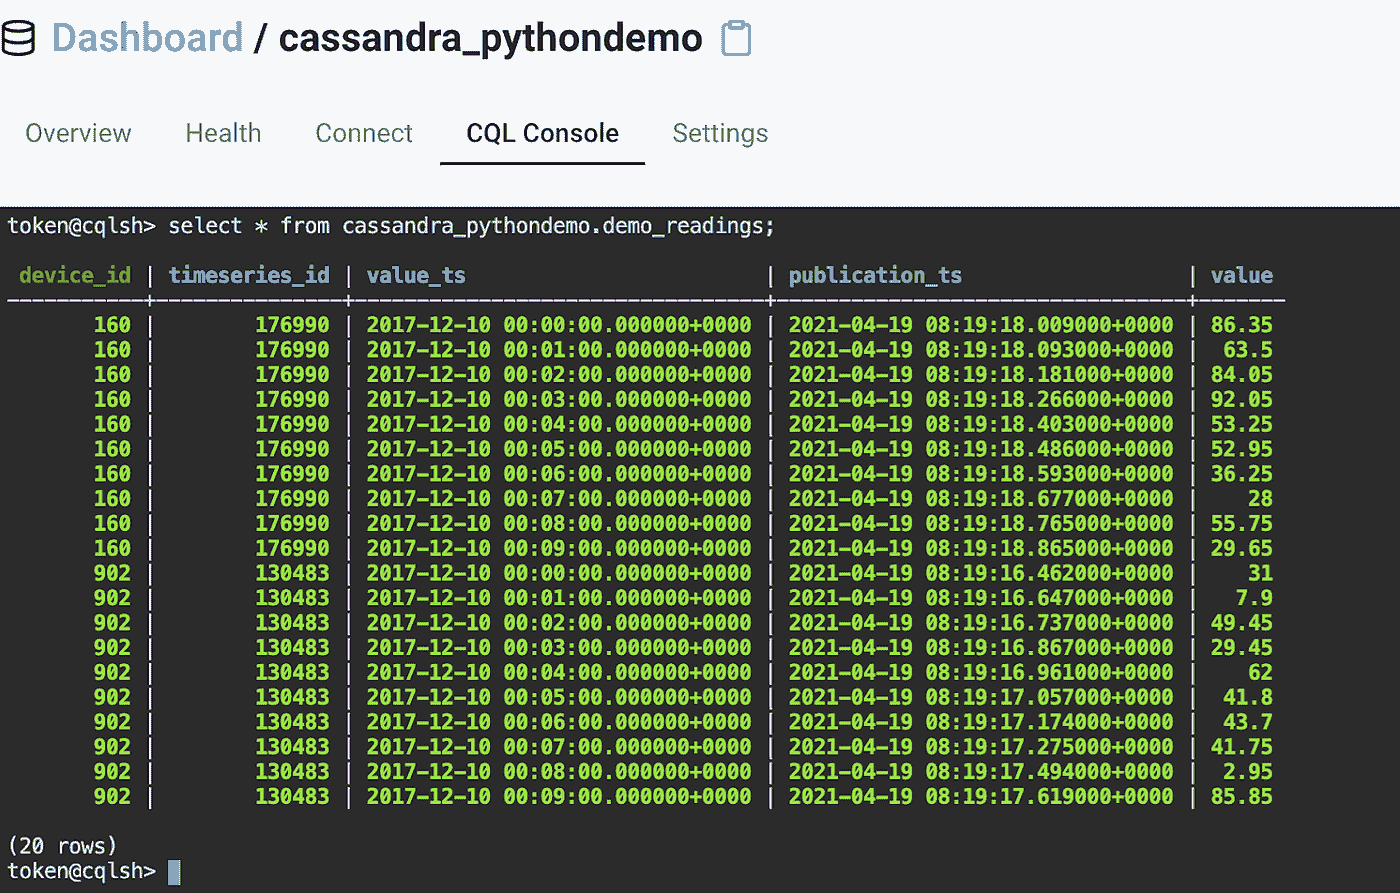 Dashboard / cassandra_pythondemo
Overview Health Connect CQL Console Settings
token@cqlsh> select * from cassandra_pythondemo.demo_readings;
device_id | timeseries_id | value_ts | publication_ts | value
160 | 176990 | 2017-12-10 00:00:00.000000+0000 | 2021-04-19 08:19:18.009000+0000 | 86.35
160 | 176990 | 2017-12-10 00:01:00.000000+0000 | 2021-04-19 08:19:18.093000+0000 | 63.5
160 | 176990 | 2017-12-10 00:02:00.000000+0000 | 2021-04-19 08:19:18.181000+0000 | 84.05
160 | 176990 | 2017-12-10 00:03:00.000000+0000 | 2021-04-19 08:19:18.266000+0000 | 92.05
160 | 176990 | 2017-12-10 00:04:00.000000+0000 | 2021-04-19 08:19:18.403000+0000 | 53.25
160 | 176990 | 2017-12-10 00:05:00.000000+0000 | 2021-04-19 08:19:18.486000+0000 | 52.95
160 | 176990 | 2017-12-10 00:06:00.000000+0000 | 2021-04-19 08:19:18.593000+0000 | 36.25
160 | 176990 | 2017-12-10 00:07:00.000000+0000 | 2021-04-19 08:19:18.677000+0000 | 28
160 | 176990 | 2017-12-10 00:08:00.000000+0000 | 2021-04-19 08:19:18.765000+0000 | 55.75
160 | 176990 | 2017-12-10 00:09:00.000000+0000 | 2021-04-19 08:19:18.865000+0000 | 29.65
902 | 130483 | 2017-12-10 00:00:00.000000+0000 | 2021-04-19 08:19:16.462000+0000 | 31
902 | 130483 | 2017-12-10 00:01:00.000000+0000 | 2021-04-19 08:19:16.647000+0000 | 7.9
902 | 130483 | 2017-12-10 00:02:00.000000+0000 | 2021-04-19 08:19:16.737000+0000 | 49.45
902 | 130483 | 2017-12-10 00:03:00.000000+0000 | 2021-04-19 08:19:16.867000+0000 | 29.45
902 | 130483 | 2017-12-10 00:04:00.000000+0000 | 2021-04-19 08:19:16.961000+0000 | 62
902 | 130483 | 2017-12-10 00:05:00.000000+0000 | 2021-04-19 08:19:17.057000+0000 | 41.8
902 | 130483 | 2017-12-10 00:06:00.000000+0000 | 2021-04-19 08:19:17.174000+0000 | 43.7
902 | 130483 | 2017-12-10 00:07:00.000000+0000 | 2021-04-19 08:19:17.275000+0000 | 41.75
902 | 130483 | 2017-12-10 00:08:00.000000+0000 | 2021-04-19 08:19:17.494000+0000 | 2.95
902 | 130483 | 2017-12-10 00:09:00.000000+0000 | 2021-04-19 08:19:17.619000+0000 | 85.85
(20 rows)
token@cqlsh>